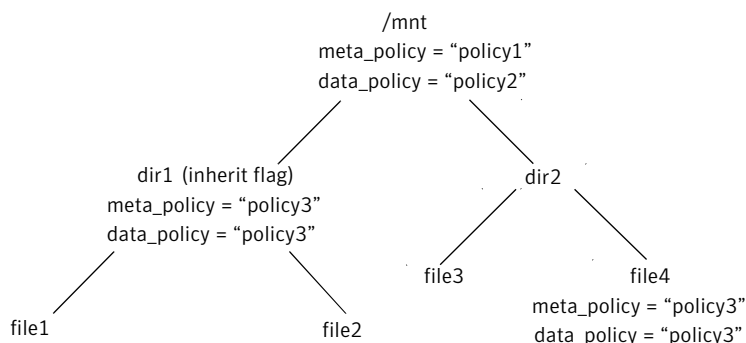 /mnt
meta_policy = “policy1”
data_policy = “policy2”
dir1 (inherit flag)
meta_policy = “policy3”
data_policy = “policy3”
dir2
file3
file4
meta_policy = “policy3”
data_policy = “policy3”
file1
file2